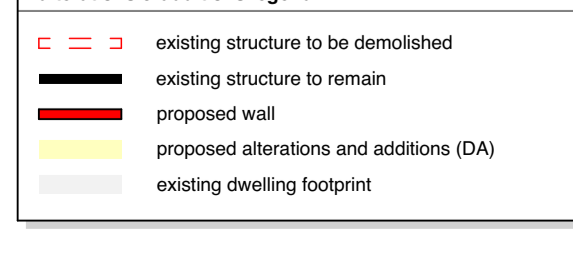 existing structure to be demolished
existing structure to remain
proposed wall
proposed alterations and additions (DA)
existing dwelling footprint